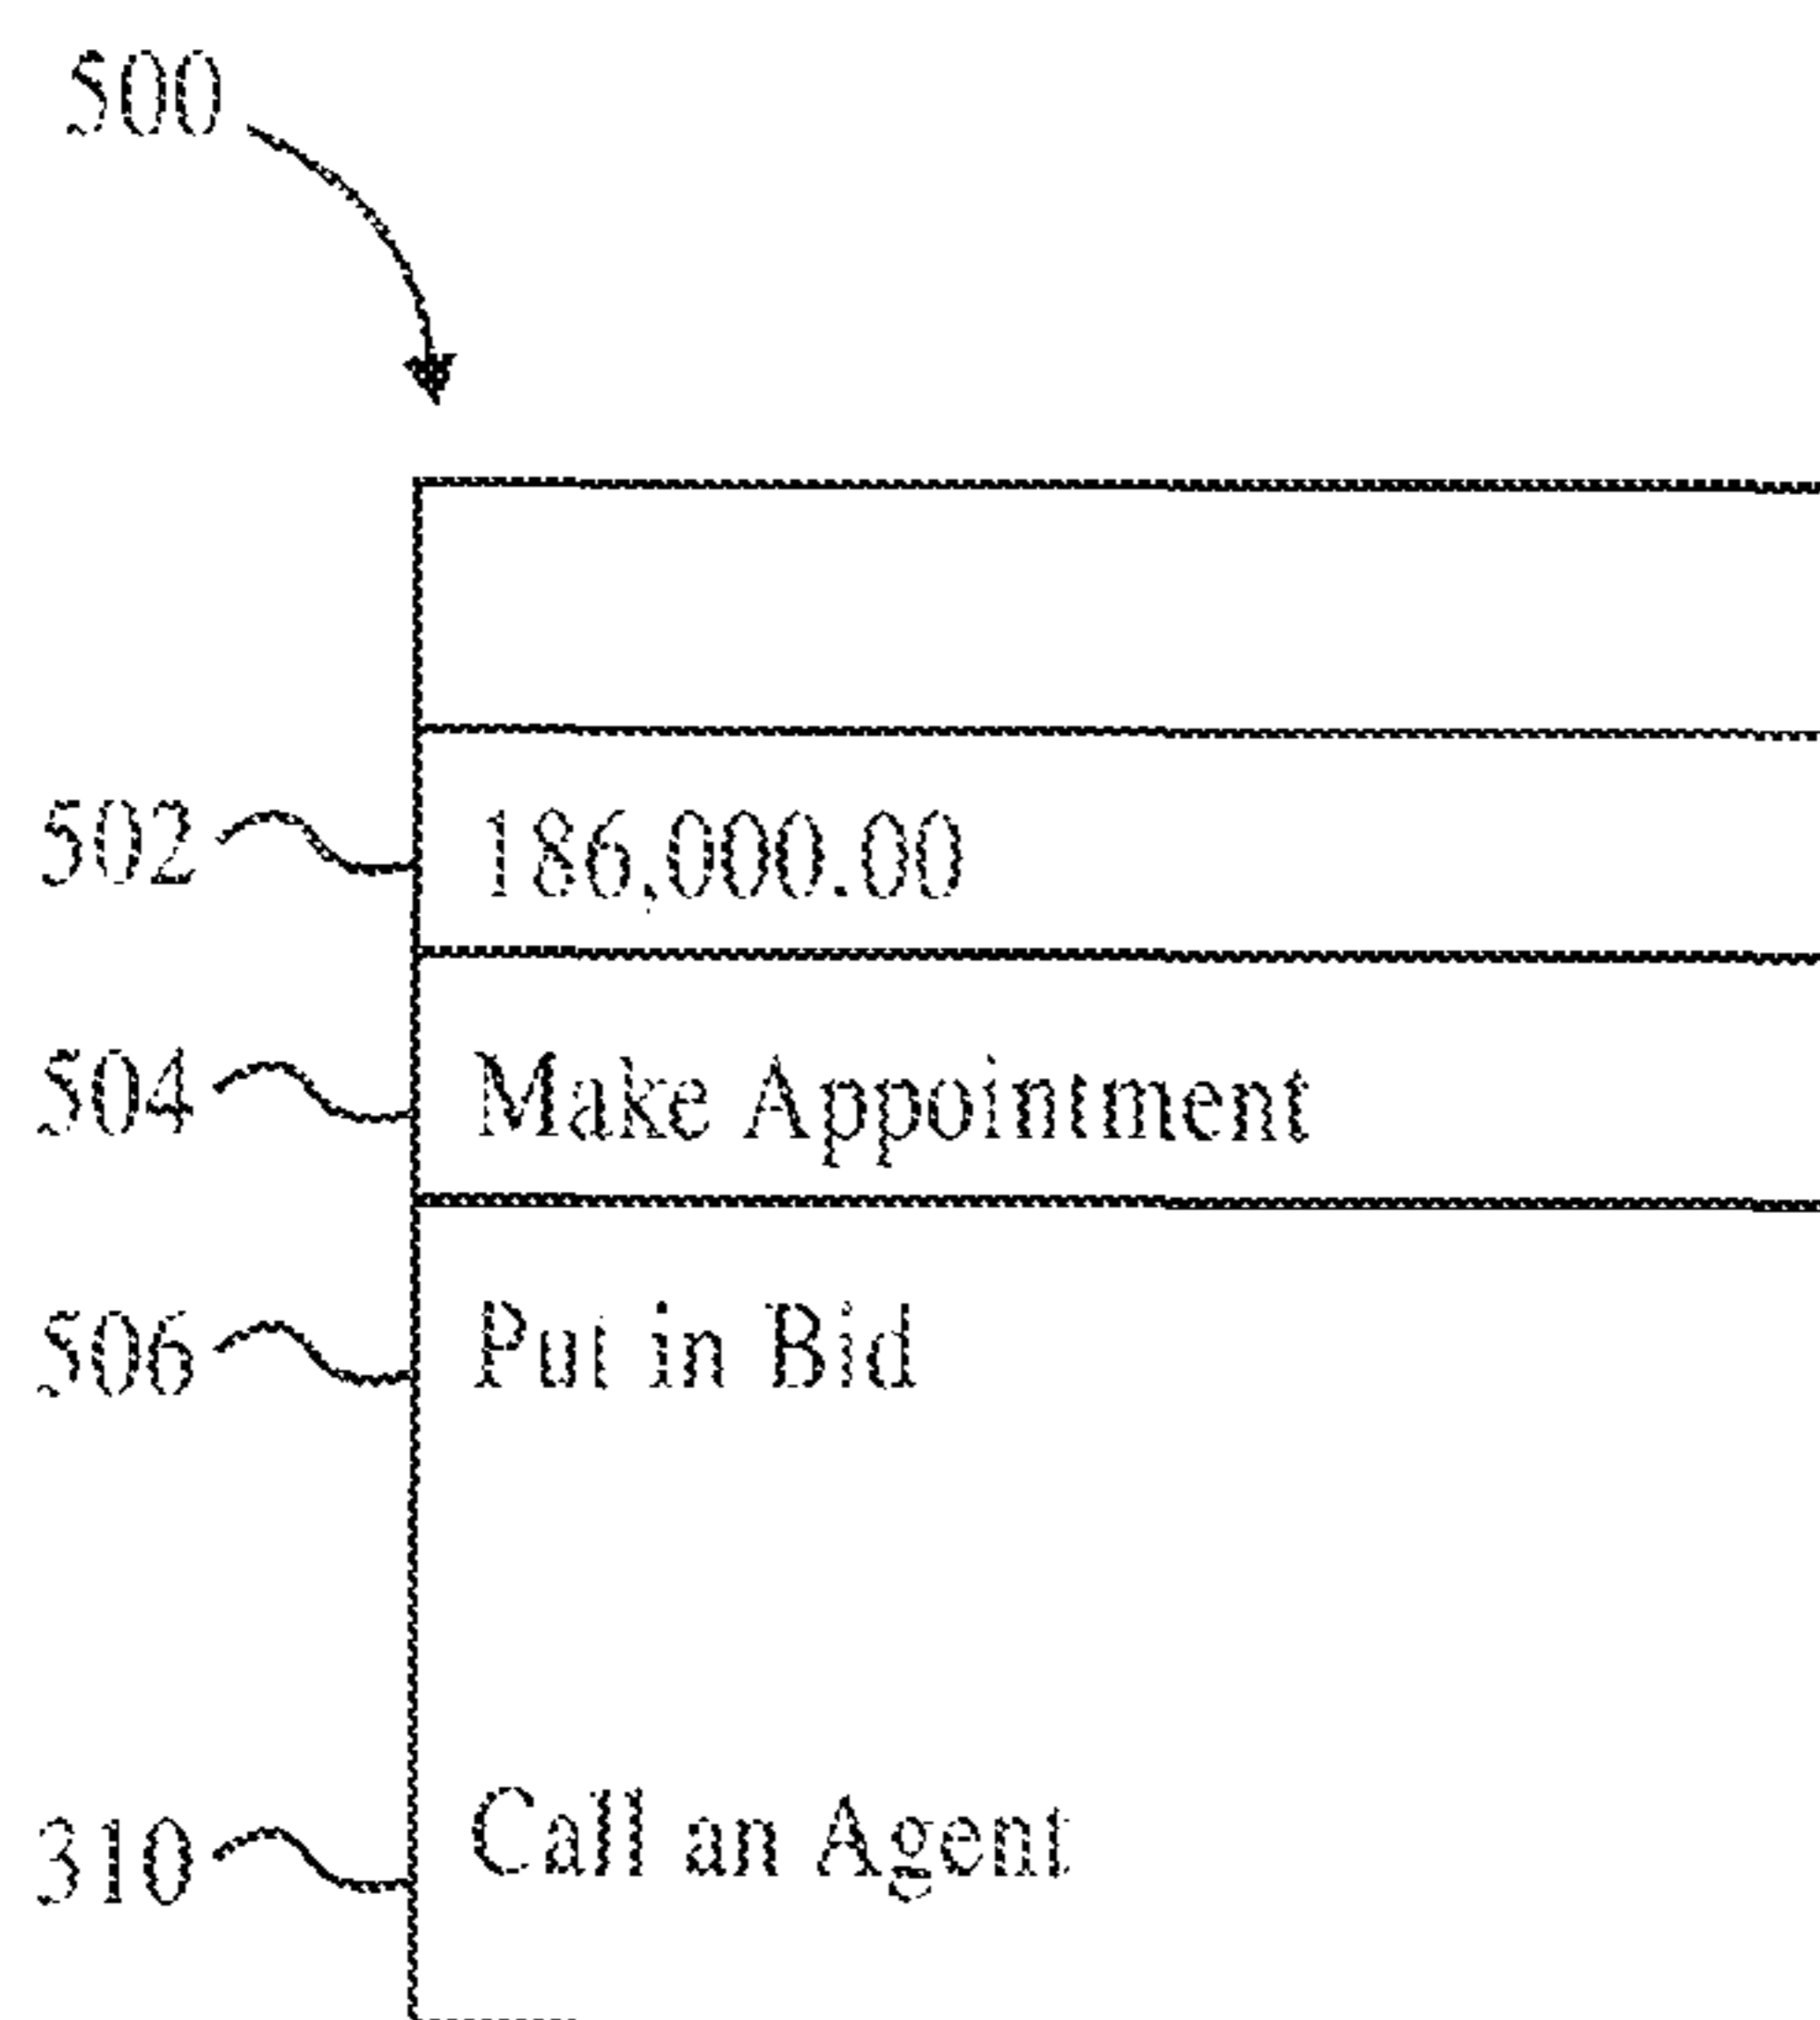 500
502 186,000.00
504 Make Appointment
506 Put in Bid
310 Call an Agent